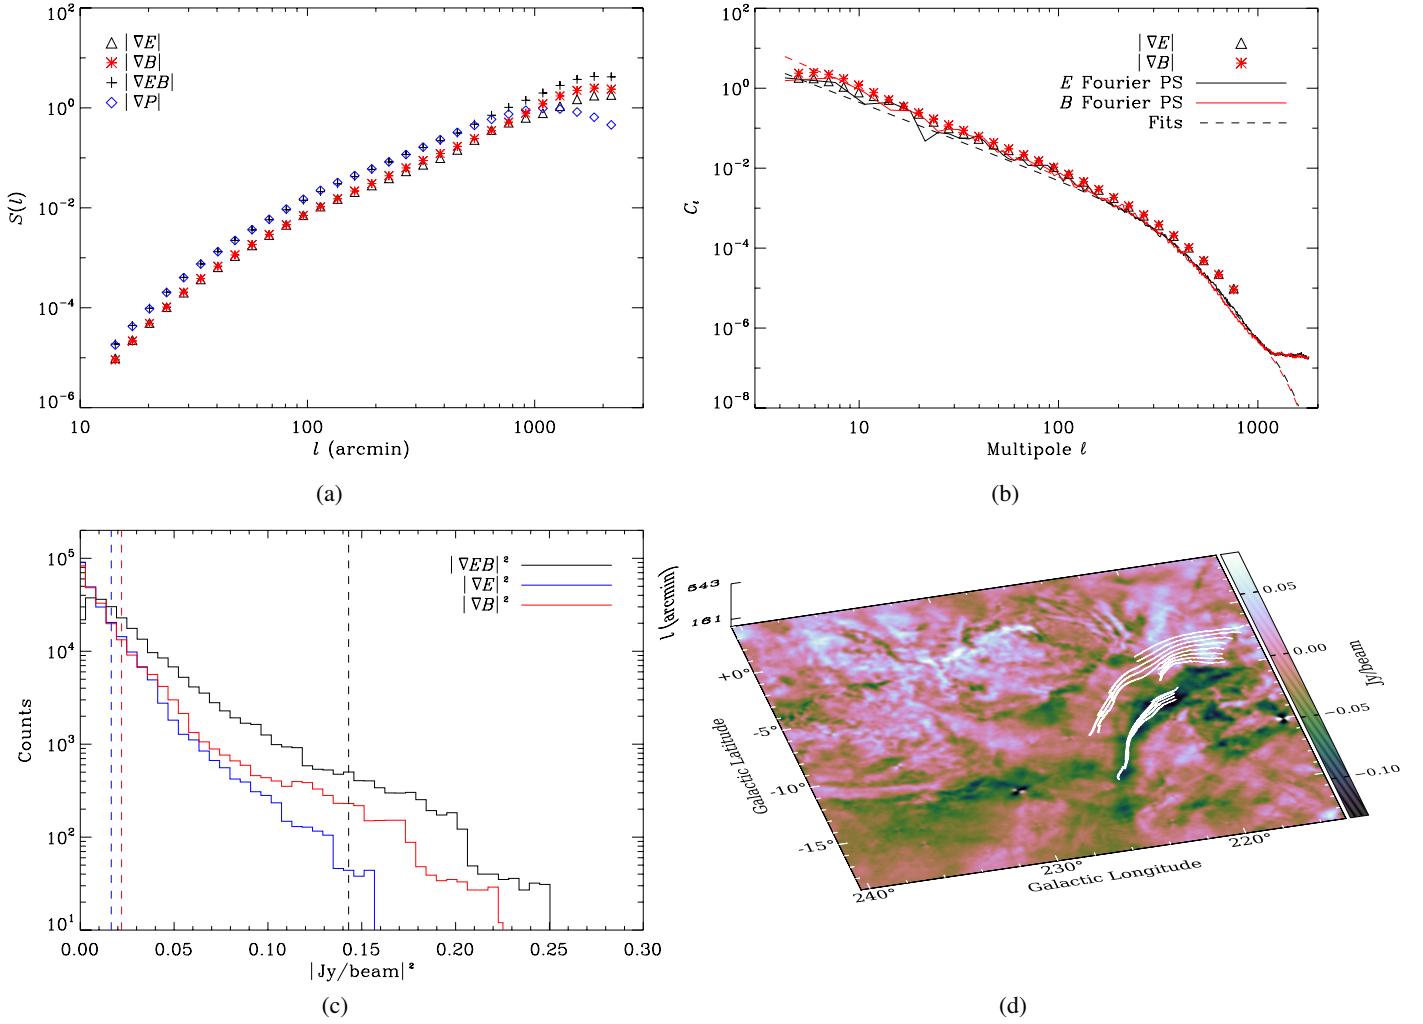 10²
10⁰
10⁻²
10⁻⁴
10⁻⁶
S(l)
|∇E|
|∇B|
|∇EB|
|∇P|
10 100 1000
l (arcmin)
(a)
10²
10⁰
10⁻²
10⁻⁴
10⁻⁶
10⁻⁸
Cℓ
|∇E|
|∇B|
E Fourier PS
B Fourier PS
Fits
10 100 1000
Multipole ℓ
(b)
10⁵
10⁴
10³
10²
10¹
Counts
|∇EB|²
|∇E|²
|∇B|²
0.00 0.05 0.10 0.15 0.20 0.25 0.30
|Jy/beam|²
(c)
543
161
l (arcmin)
+0°
-5°
-10°
-15°
Galactic Latitude
240° 230° 220°
Galactic Longitude
0.05
0.00
-0.05
-0.10
Jy/beam
(d)